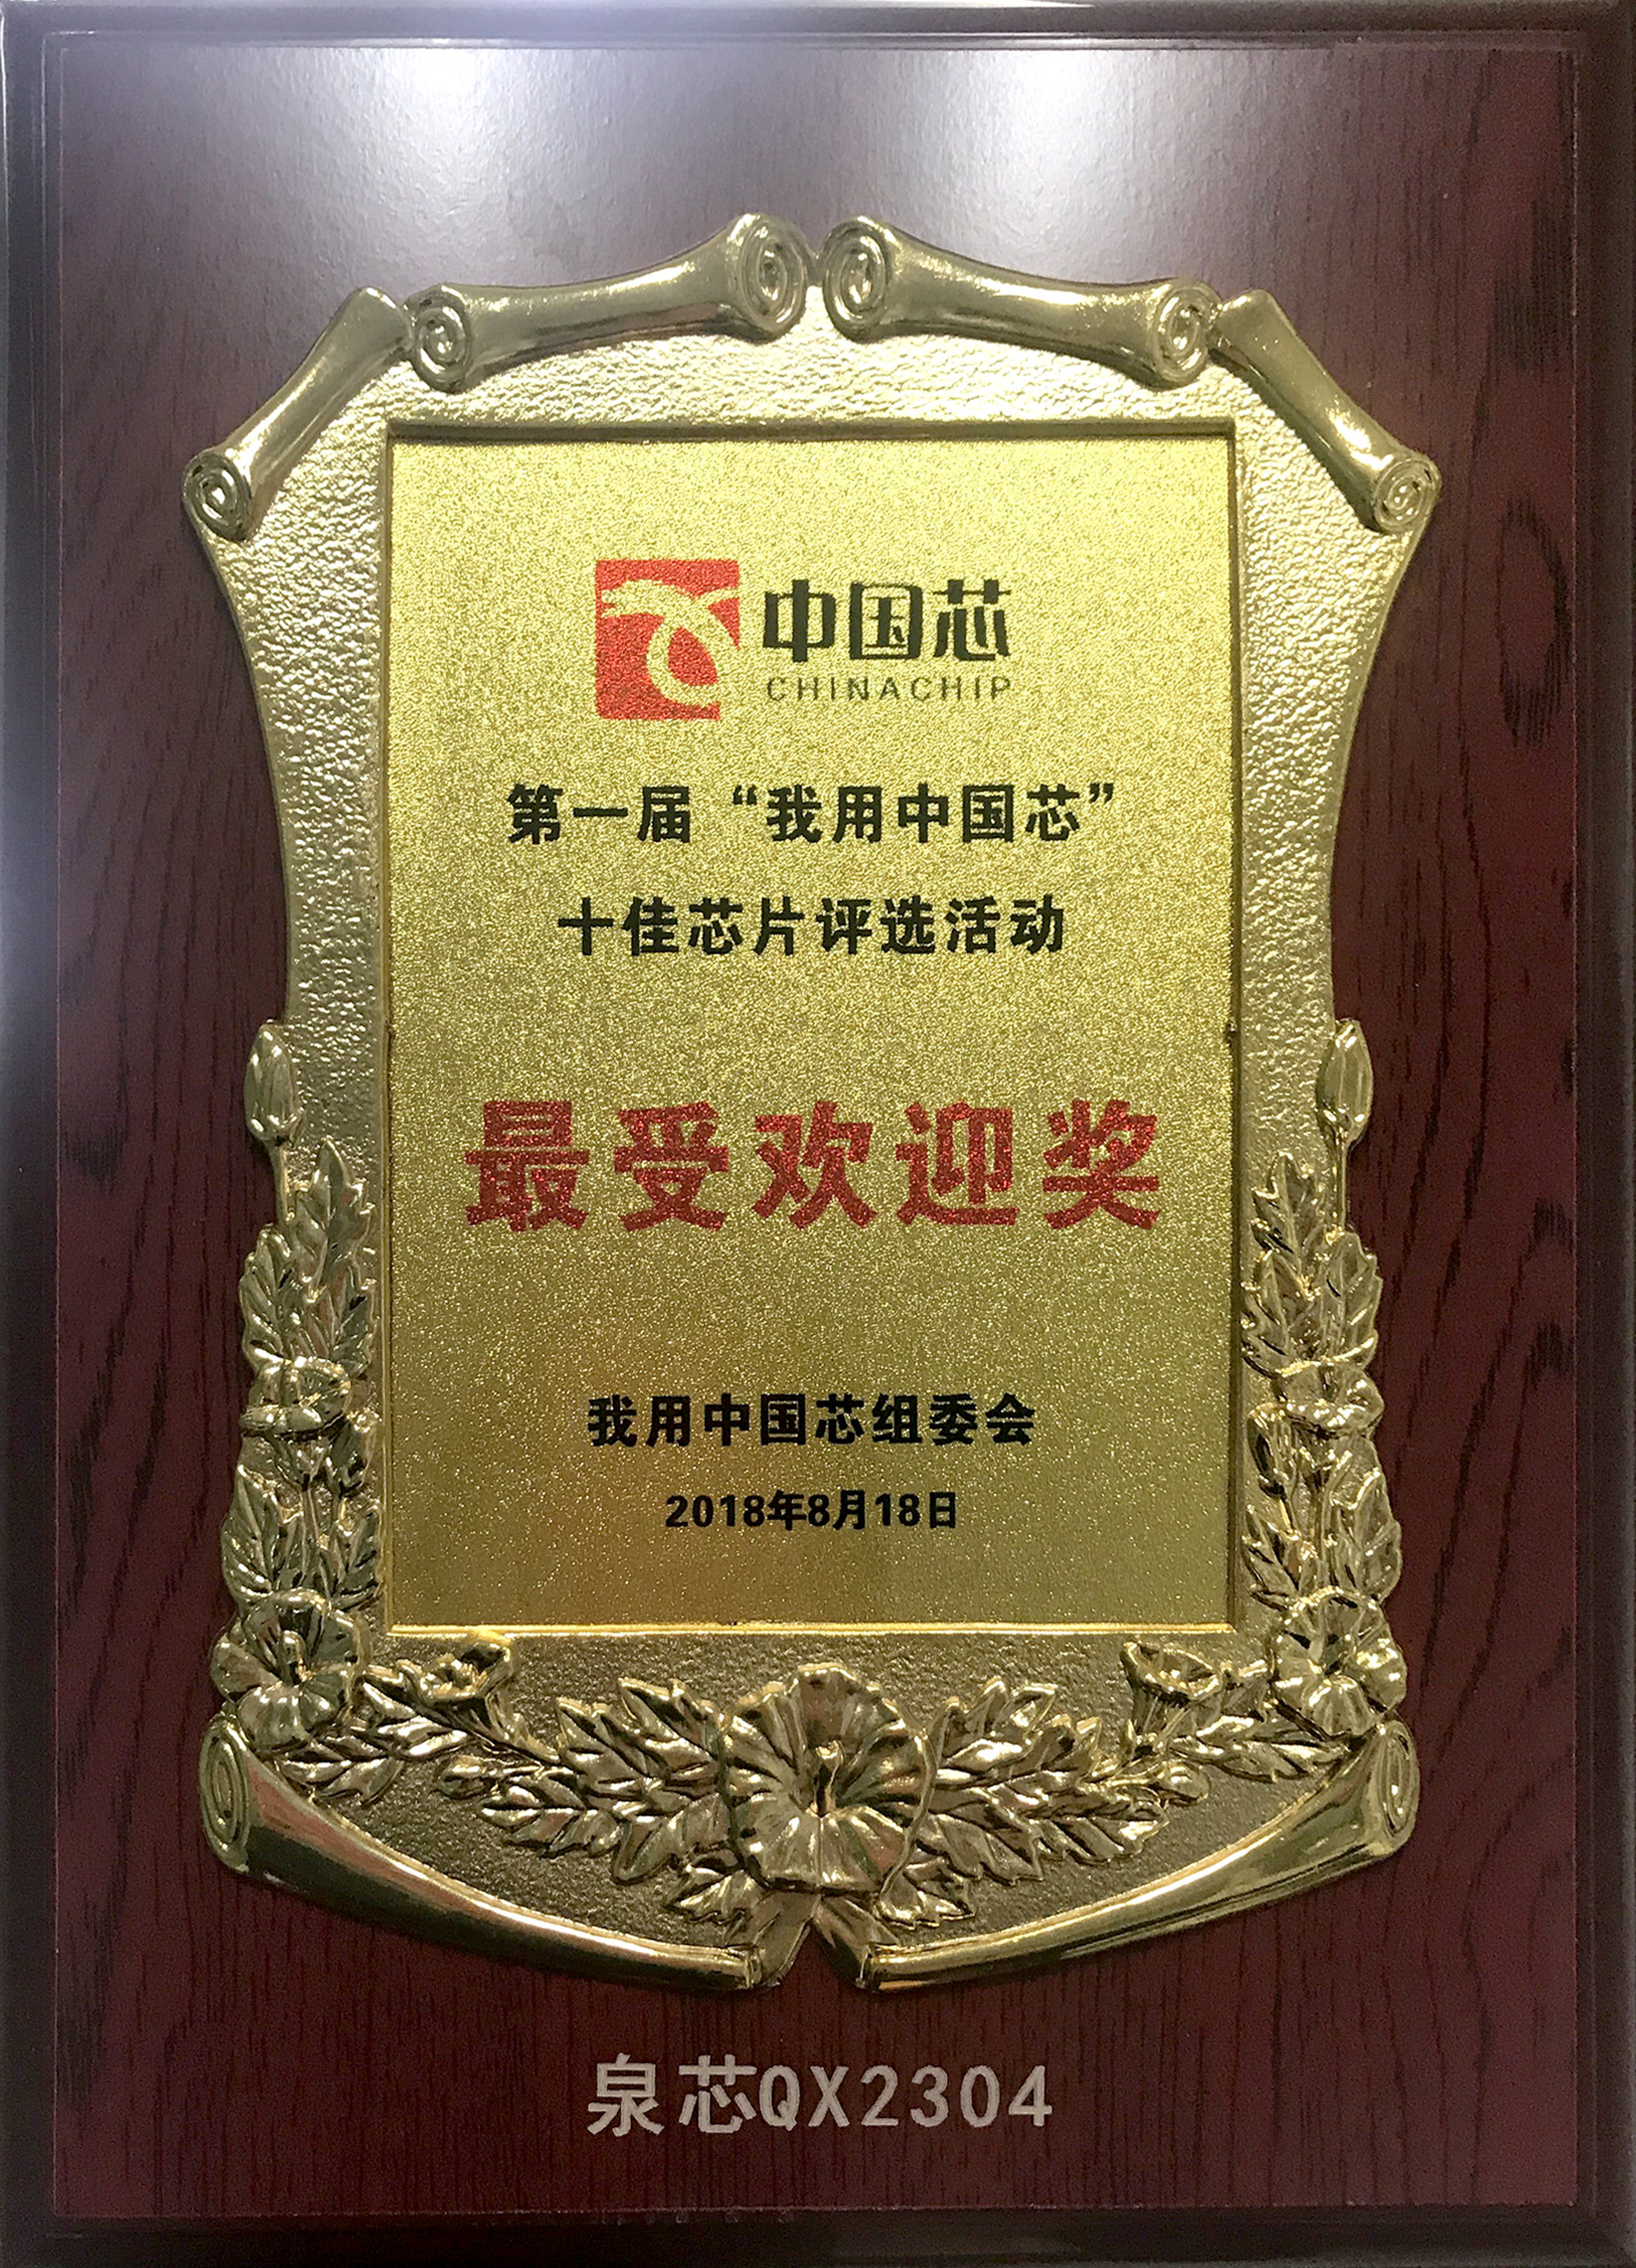 中国芯
CHINACHIP
第一届“我用中国芯”
十佳芯片评选活动
最受欢迎奖
我用中国芯组委会
2018年8月18日
泉芯QX2304